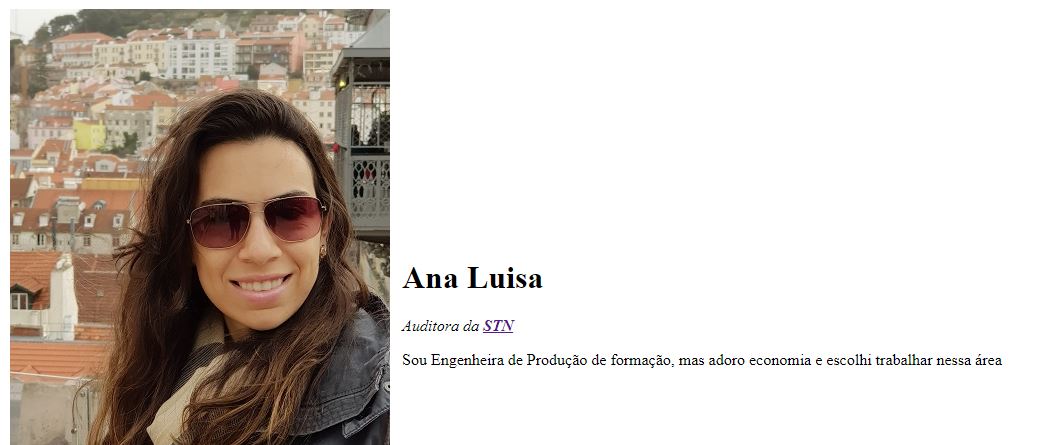 Ana Luisa
Auditora da STN
Sou Engenheira de Produção de formação, mas adoro economia e escolhi trabalhar nessa área